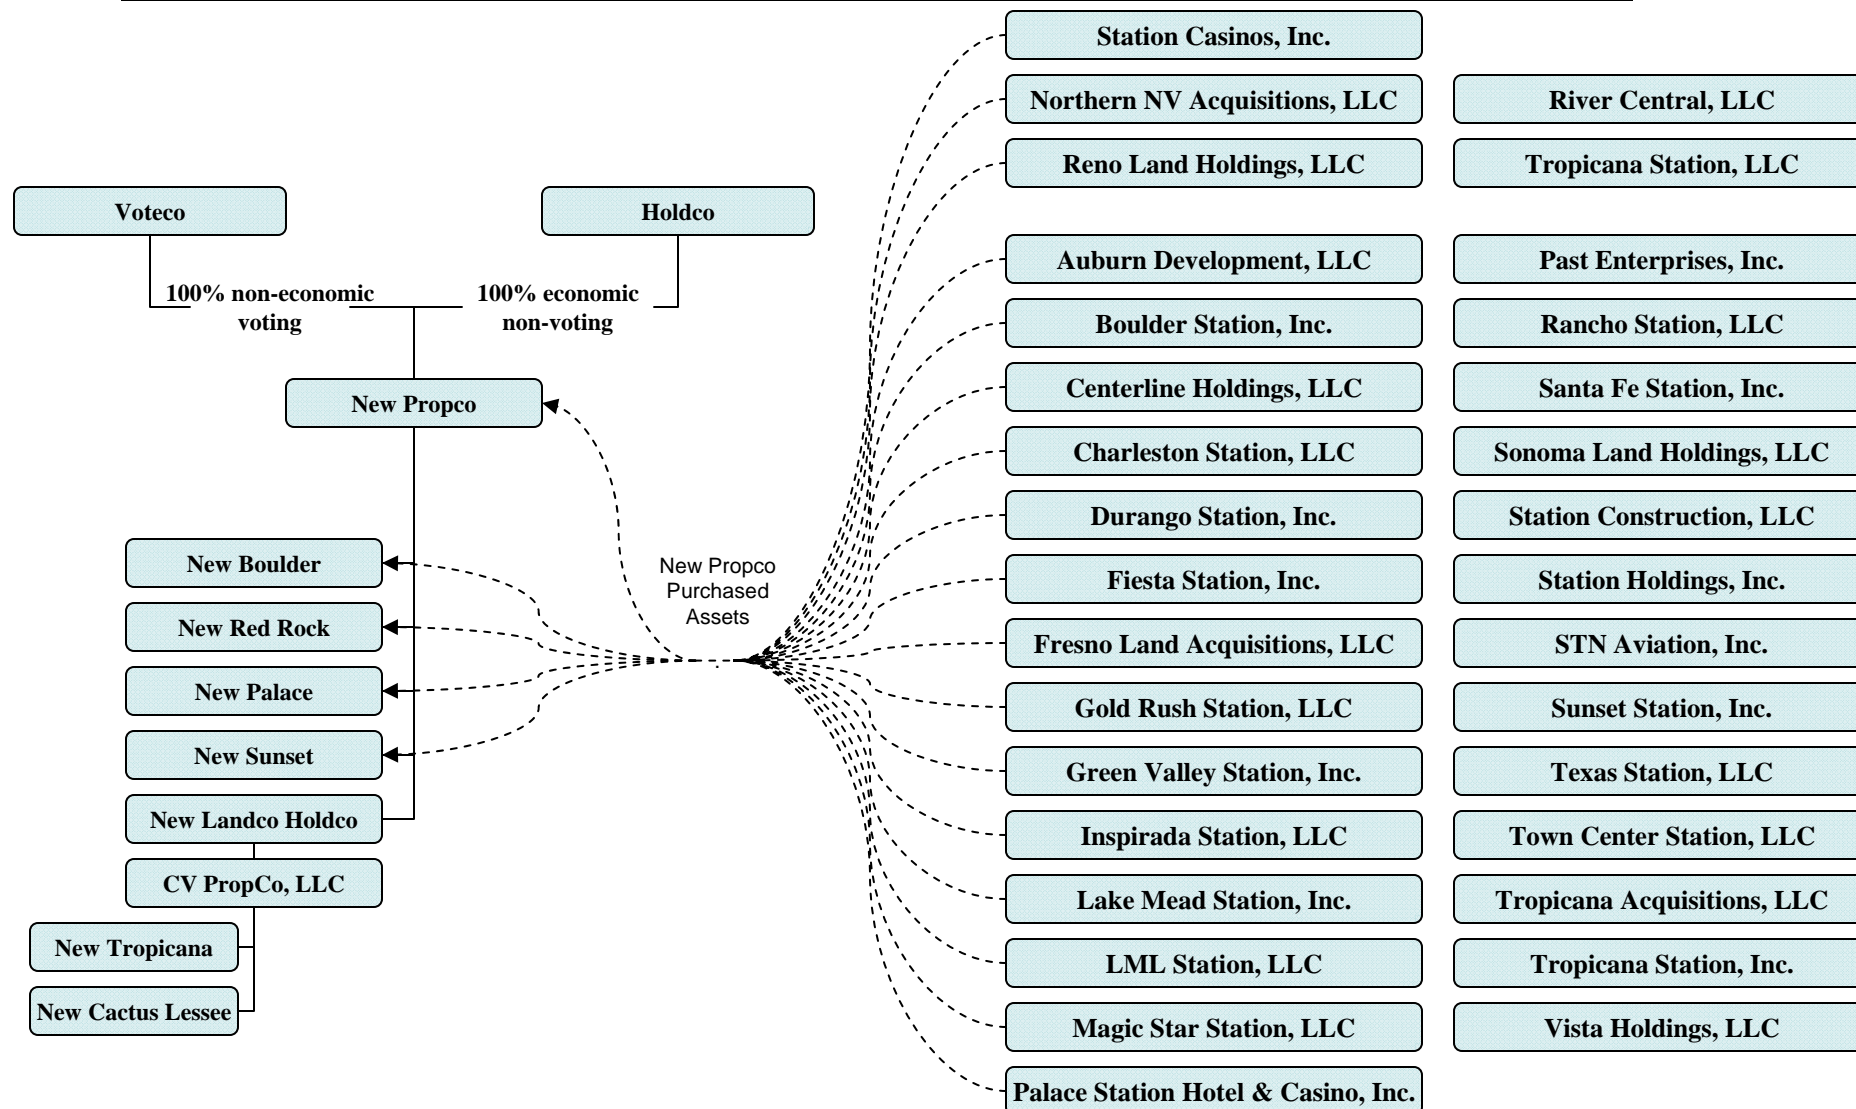 Station Casinos, Inc.
Northern NV Acquisitions, LLC
River Central, LLC
Reno Land Holdings, LLC
Tropicana Station, LLC
Voteco
Holdco
100% non-economic
voting
100% economic
non-voting
New Propco
New Boulder
New Red Rock
New Palace
New Sunset
New Landco Holdco
CV PropCo, LLC
New Tropicana
New Cactus Lessee
New Propco
Purchased
Assets
Auburn Development, LLC
Past Enterprises, Inc.
Boulder Station, Inc.
Rancho Station, LLC
Centerline Holdings, LLC
Santa Fe Station, Inc.
Charleston Station, LLC
Sonoma Land Holdings, LLC
Durango Station, Inc.
Station Construction, LLC
Fiesta Station, Inc.
Station Holdings, Inc.
Fresno Land Acquisitions, LLC
STN Aviation, Inc.
Gold Rush Station, LLC
Sunset Station, Inc.
Green Valley Station, Inc.
Texas Station, LLC
Inspirada Station, LLC
Town Center Station, LLC
Lake Mead Station, Inc.
Tropicana Acquisitions, LLC
LML Station, LLC
Tropicana Station, Inc.
Magic Star Station, LLC
Vista Holdings, LLC
Palace Station Hotel & Casino, Inc.